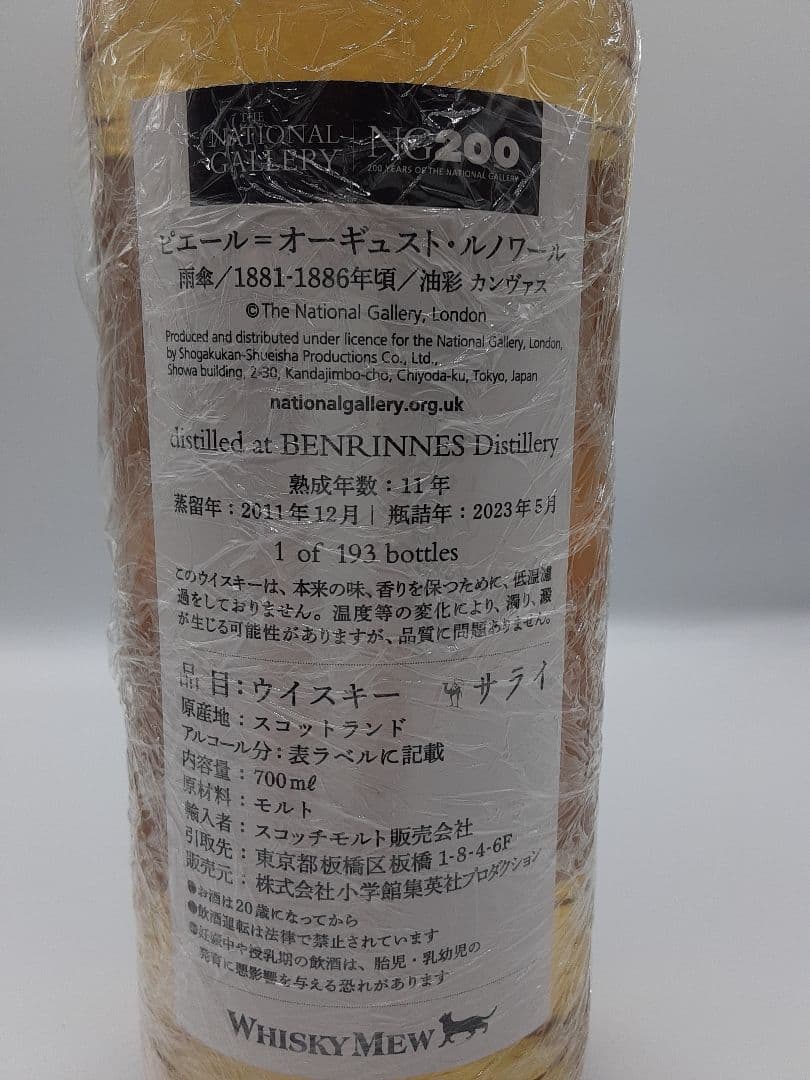 THE
NATIONAL
GALLERY
NG200
200 YEARS OF THE NATIONAL GALLERY
ピエール＝オーギュスト・ルノワール
雨傘／1881-1886年頃／油彩 カンヴァス
©The National Gallery, London
Produced and distributed under licence for the National Gallery, London,
by Shogakukan-Shueisha Productions Co., Ltd.,
Showa building, 2-30, Kandajimbo-cho, Chiyoda-ku, Tokyo, Japan
nationalgallery.org.uk
distilled at BENRINNES Distillery
熟成年数：11年
蒸留年：2011年12月 | 瓶詰年：2023年5月
1 of 193 bottles
このウイスキーは、本来の味、香りを保つために、低温濾
過をしておりません。温度等の変化により、濁り、澱
が生じる可能性がありますが、品質に問題ありません。
品目：ウイスキー
サライ
原産地：スコットランド
アルコール分：表ラベルに記載
内容量：700mℓ
原材料：モルト
輸入者：スコッチモルト販売会社
引取先：東京都板橋区板橋1-8-4-6F
販売元：株式会社小学館集英社プロダクション
●お酒は20歳になってから
●飲酒運転は法律で禁止されています
●妊娠中や授乳期の飲酒は、胎児・乳幼児の
発育に悪影響を与える恐れがあります
WHISKY MEW